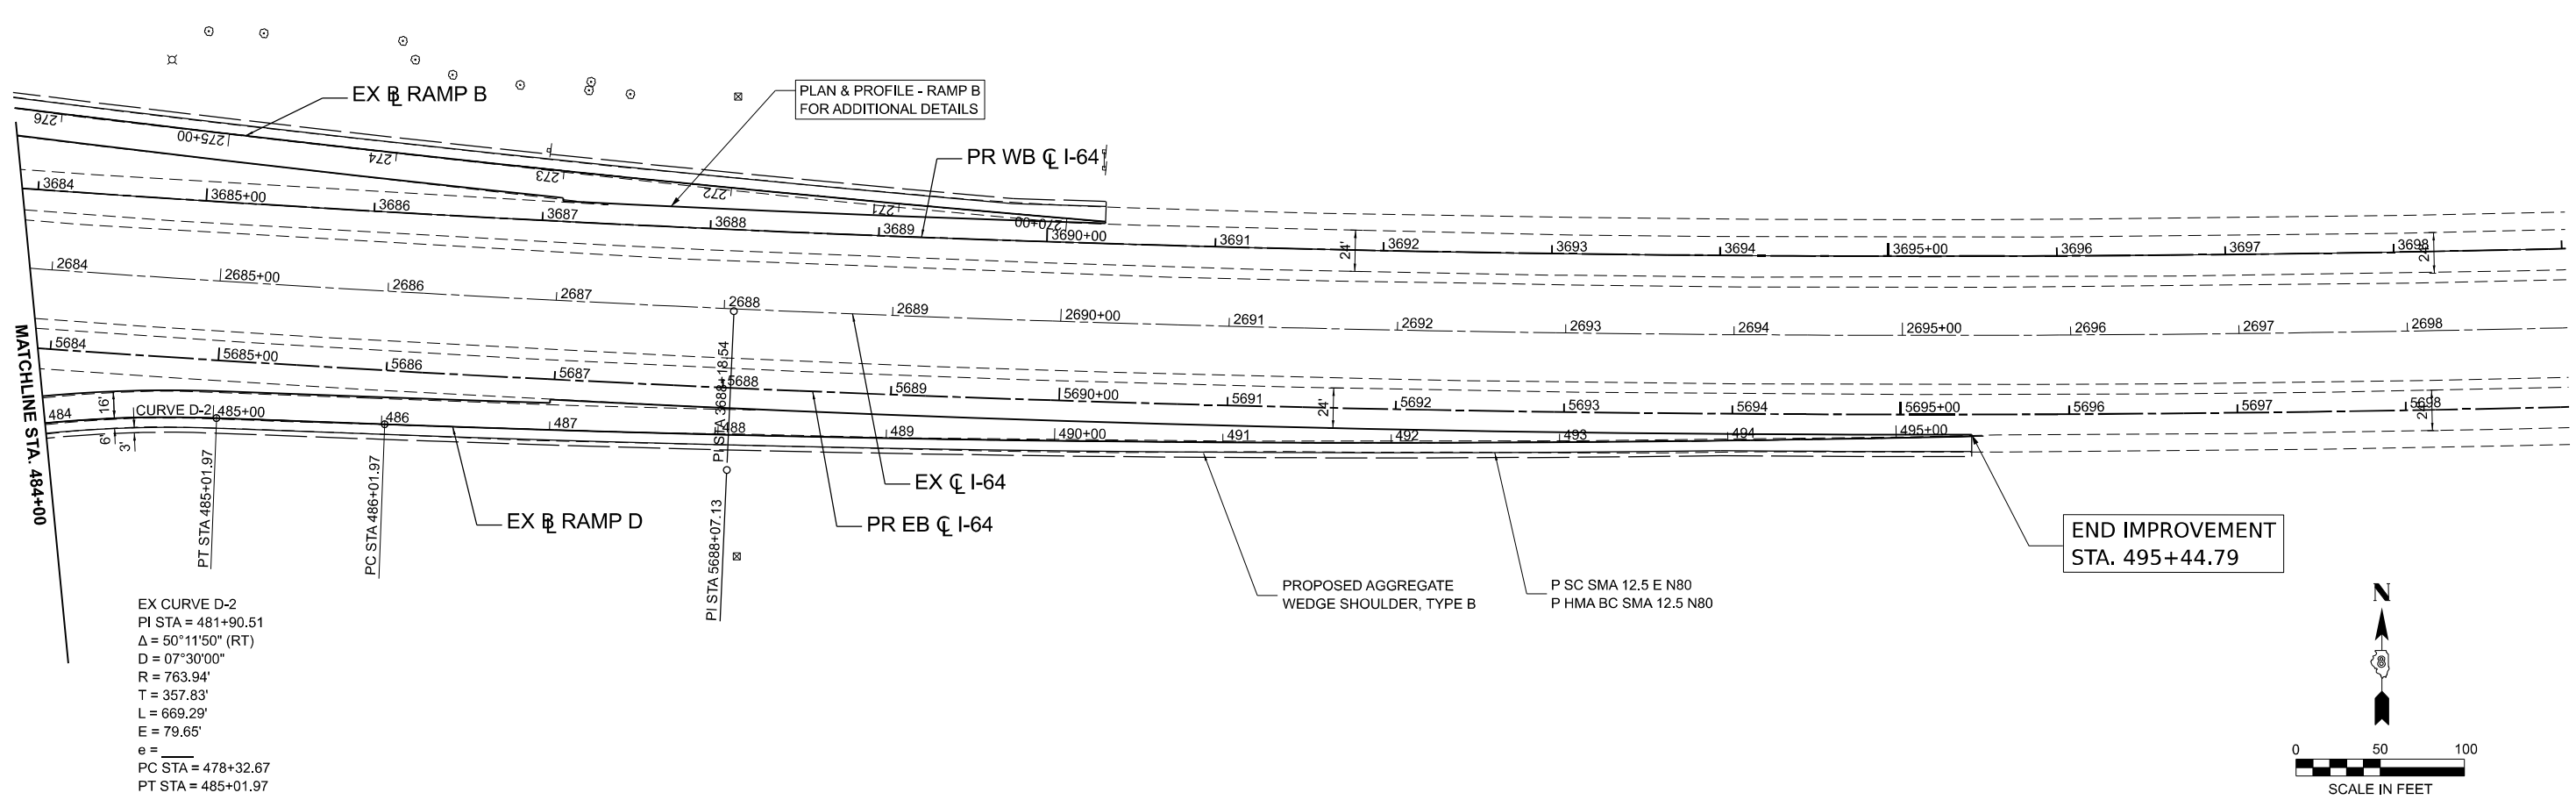 EX BL RAMP B
PLAN & PROFILE - RAMP B
FOR ADDITIONAL DETAILS
PR WB CL I-64
276
275+00
274
273
272
271
270+00
3684
3685+00
3686
3687
3688
3689
3690+00
3691
3692
3693
3694
3695+00
3696
3697
3698
24'
24'
2684
2685+00
2686
2687
2688
2689
2690+00
2691
2692
2693
2694
2695+00
2696
2697
2698
MATCHLINE STA. 484+00
5684
5685+00
5686
5687
5688
5689
5690+00
5691
5692
5693
5694
5695+00
5696
5697
5698
24'
24'
PI STA 3688+18.54
16'
6'
3'
484
CURVE D-2
485+00
486
487
488
489
490+00
491
492
493
494
495+00
PT STA 485+01.97
PC STA 486+01.97
PI STA 5688+07.13
EX CL I-64
EX BL RAMP D
PR EB CL I-64
END IMPROVEMENT
STA. 495+44.79
PROPOSED AGGREGATE
WEDGE SHOULDER, TYPE B
P SC SMA 12.5 E N80
P HMA BC SMA 12.5 N80
EX CURVE D-2
PI STA = 481+90.51
Δ = 50°11'50" (RT)
D = 07°30'00"
R = 763.94'
T = 357.83'
L = 669.29'
E = 79.65'
e = ____
PC STA = 478+32.67
PT STA = 485+01.97
N
8
0 50 100
SCALE IN FEET